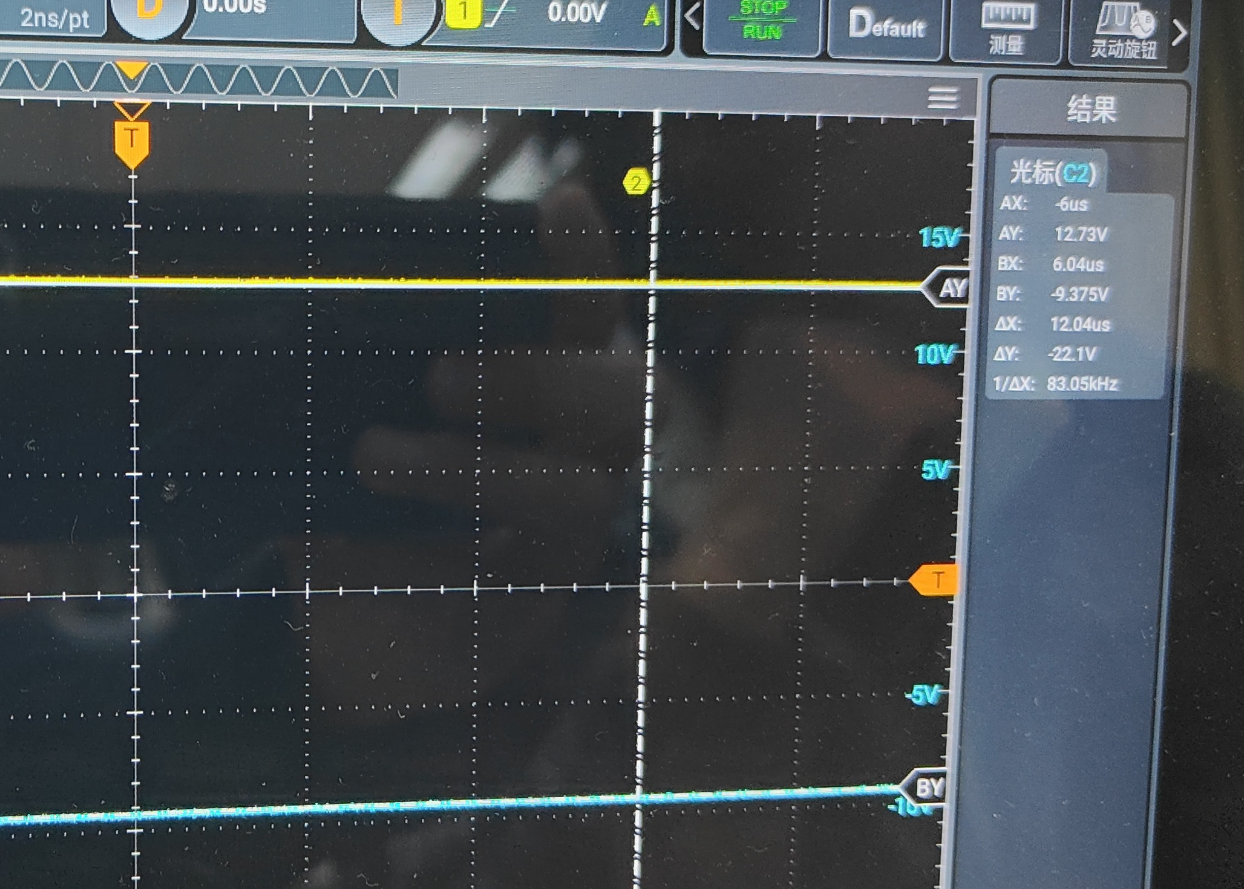 2ns/pt
D
0.00s
T
1
0.00V
A
STOP
RUN
Default
测量
灵动旋钮
T
2
15V
AY
10V
5V
T
-5V
BY
结果
光标(C2)
AX: -6us
AY: 12.73V
BX: 6.04us
BY: -9.375V
ΔX: 12.04us
ΔY: -22.1V
1/ΔX: 83.05kHz